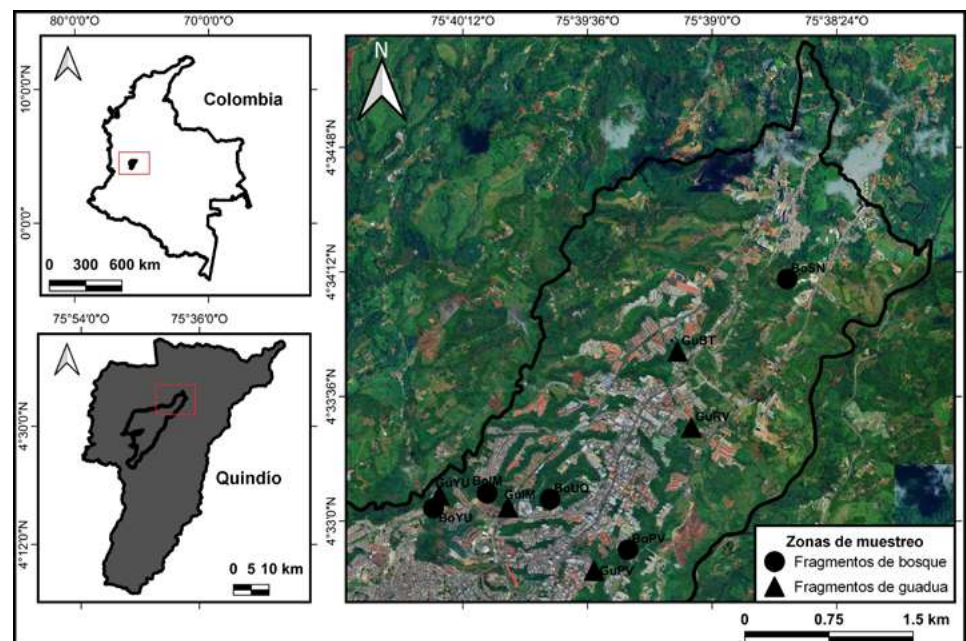 80°0'0"O 70°0'0"O
10°0'0"N
0°0'0"N
Colombia
0 300 600 km
75°54'0"O 75°36'0"O
4°30'0"N
4°12'0"N
Quindío
0 5 10 km
75°40'12"O 75°39'36"O 75°39'0"O 75°38'24"O
N
4°34'48"N
4°34'12"N
4°33'36"N
4°33'0"N
BoSN
GuBT
GuRV
GuYU
BoIM
BoUQ
GuIM
BoYU
BoPV
GuPV
Zonas de muestreo
Fragmentos de bosque
Fragmentos de guadua
0 0.75 1.5 km